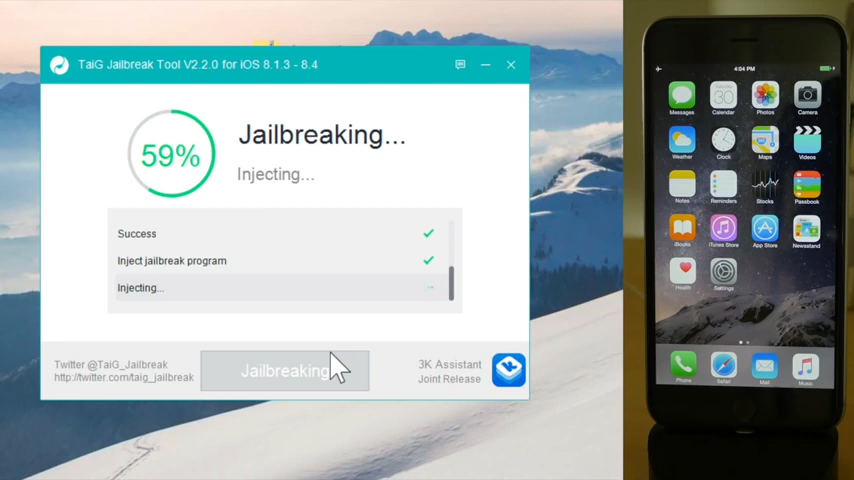 TaiG Jailbreak Tool V2.2.0 for iOS 8.1.3 - 8.4
59%
Jailbreaking...
Injecting...
Success
Inject jailbreak program
Injecting...
Twitter @TaiG_Jailbreak
http://twitter.com/taig_jailbreak
Jailbreaking
3K Assistant
Joint Release
4:04 PM
30
Messages
Calendar
Photos
Camera
Weather
Clock
Maps
Videos
Notes
Reminders
Stocks
Passbook
iBooks
iTunes Store
App Store
Newsstand
Health
Settings
Phone
Safari
Mail
Music